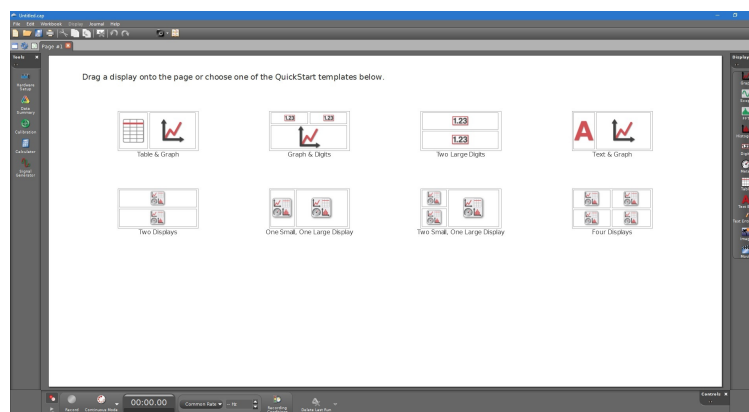 Untitled.cap
File Edit Workbook Display Journal Help
Page #1
Tools
Displays
Hardware
Setup
Data
Summary
Calibration
Calculator
Signal
Generator
Drag a display onto the page or choose one of the QuickStart templates below.
1.23 1.23 1.23
1.23
A
Table & Graph Graph & Digits Two Large Digits Text & Graph
Two Displays One Small, One Large Display Two Small, One Large Display Four Displays
Controls
Record Continuous Mode 00:00.00 Common Rate -- Hz Recording
Conditions Delete Last Run